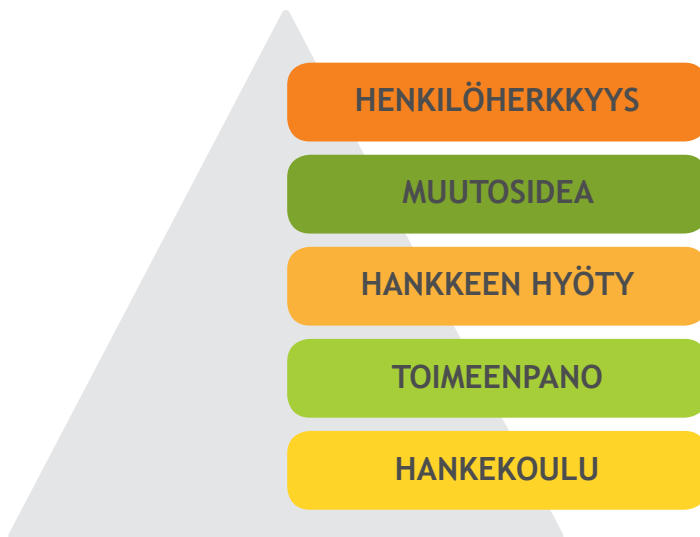 HENKILÖHERKKYYS
MUUTOSIDEA
HANKKEEN HYÖTY
TOIMEENPANO
HANKEKOULU